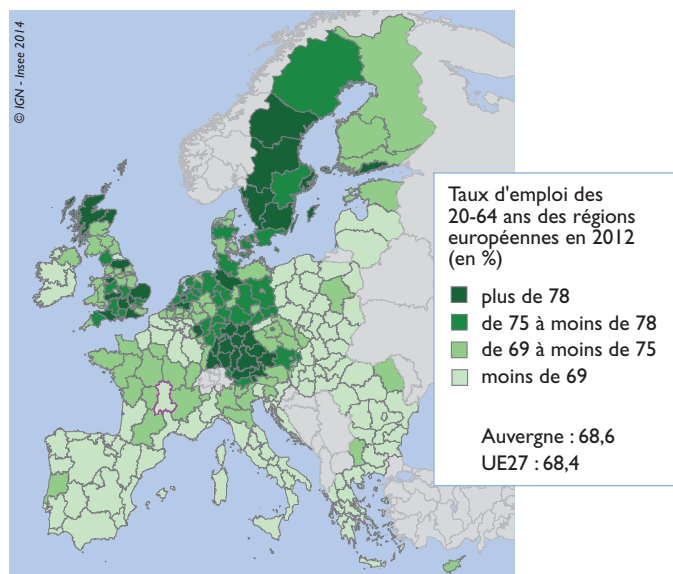 © IGN - Insee 2014
Taux d'emploi des
20-64 ans des régions
européennes en 2012
(en %)
plus de 78
de 75 à moins de 78
de 69 à moins de 75
moins de 69
Auvergne : 68,6
UE27 : 68,4